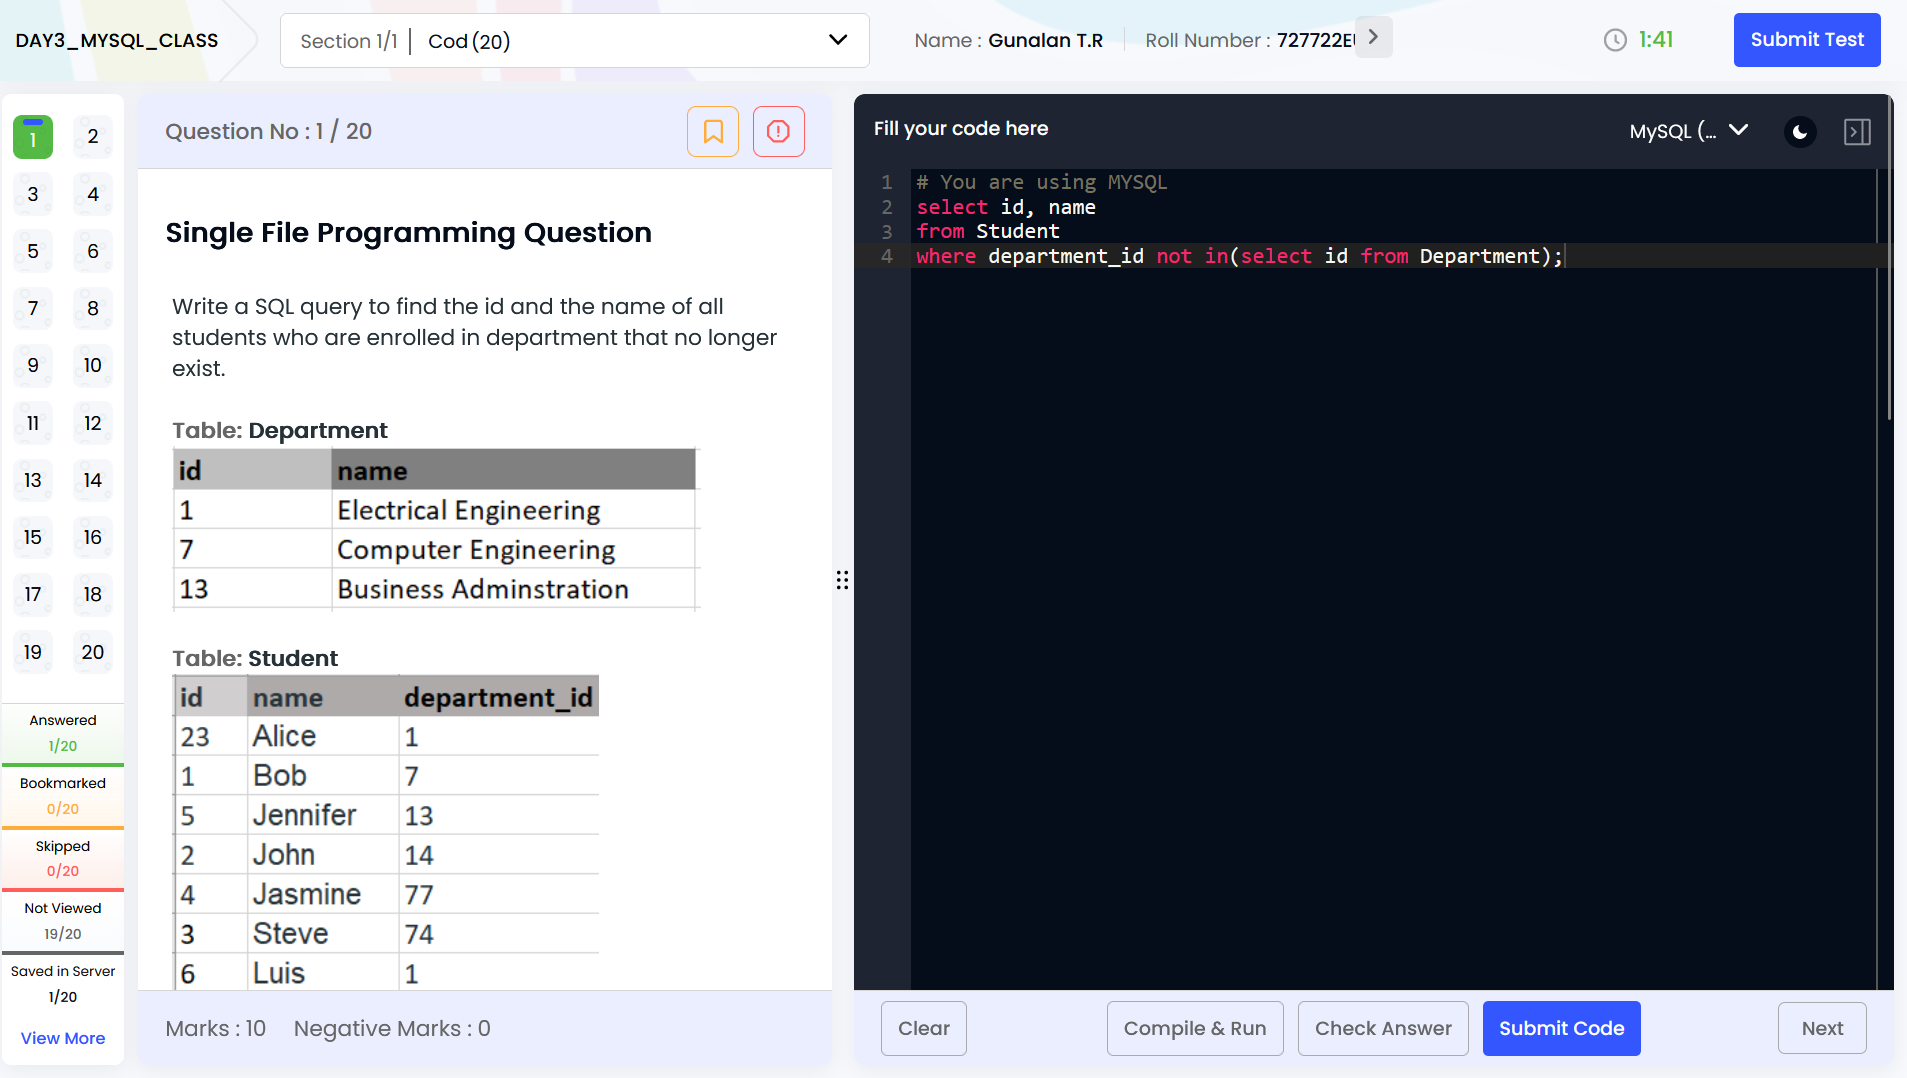 DAY3_MYSQL_CLASS
Section 1/1 | Cod (20)
Name : Gunalan T.R
Roll Number : 727722E
1:41
Submit Test
1
2
3
4
5
6
7
8
9
10
11
12
13
14
15
16
17
18
19
20
Answered
1/20
Bookmarked
0/20
Skipped
0/20
Not Viewed
19/20
Saved in Server
1/20
View More
Question No : 1 / 20
Single File Programming Question
Write a SQL query to find the id and the name of all
students who are enrolled in department that no longer
exist.
Table: Department
id name
1 Electrical Engineering
7 Computer Engineering
13 Business Adminstration
Table: Student
id name department_id
23 Alice 1
1 Bob 7
5 Jennifer 13
2 John 14
4 Jasmine 77
3 Steve 74
6 Luis 1
Marks : 10 Negative Marks : 0
Fill your code here
MySQL (...
1 # You are using MYSQL
2 select id, name
3 from Student
4 where department_id not in(select id from Department);
Clear
Compile & Run
Check Answer
Submit Code
Next